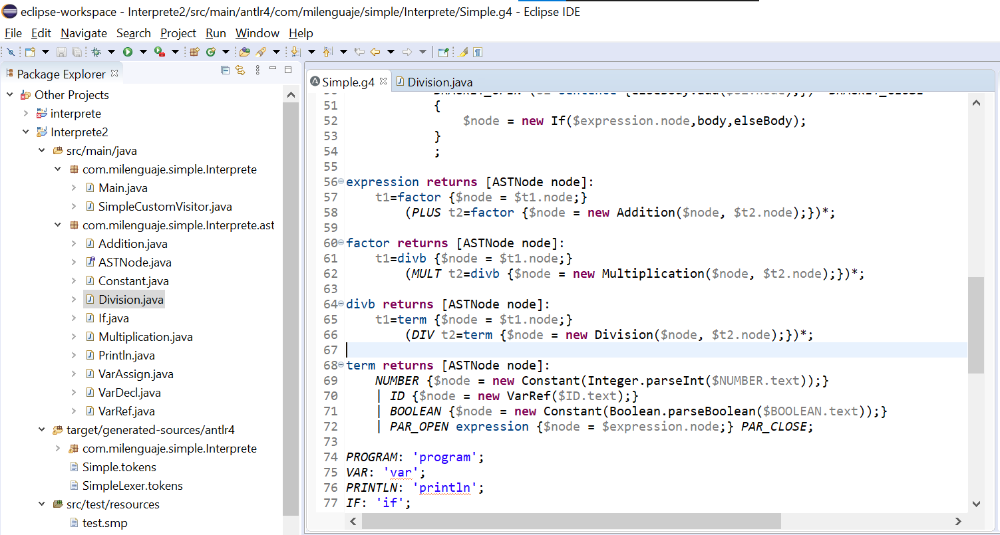 eclipse-workspace - Interprete2/src/main/antlr4/com/milenguaje/simple/Interprete/Simple.g4 - Eclipse IDE
File Edit Navigate Search Project Run Window Help
Package Explorer
Other Projects
interprete
Interprete2
src/main/java
com.milenguaje.simple.Interprete
Main.java
SimpleCustomVisitor.java
com.milenguaje.simple.Interprete.ast
Addition.java
ASTNode.java
Constant.java
Division.java
If.java
Multiplication.java
Println.java
VarAssign.java
VarDecl.java
VarRef.java
target/generated-sources/antlr4
com.milenguaje.simple.Interprete
Simple.tokens
SimpleLexer.tokens
src/test/resources
test.smp
Simple.g4 Division.java
51 {
52 $node = new If($expression.node,body,elseBody);
53 }
54 ;
55
56 expression returns [ASTNode node]:
57 t1=factor {$node = $t1.node;}
58 (PLUS t2=factor {$node = new Addition($node, $t2.node);})*;
59
60 factor returns [ASTNode node]:
61 t1=divb {$node = $t1.node;}
62 (MULT t2=divb {$node = new Multiplication($node, $t2.node);})*;
63
64 divb returns [ASTNode node]:
65 t1=term {$node = $t1.node;}
66 (DIV t2=term {$node = new Division($node, $t2.node);})*;
67
68 term returns [ASTNode node]:
69 NUMBER {$node = new Constant(Integer.parseInt($NUMBER.text));}
70 | ID {$node = new VarRef($ID.text);}
71 | BOOLEAN {$node = new Constant(Boolean.parseBoolean($BOOLEAN.text));}
72 | PAR_OPEN expression {$node = $expression.node;} PAR_CLOSE;
73
74 PROGRAM: 'program';
75 VAR: 'var';
76 PRINTLN: 'println';
77 IF: 'if';